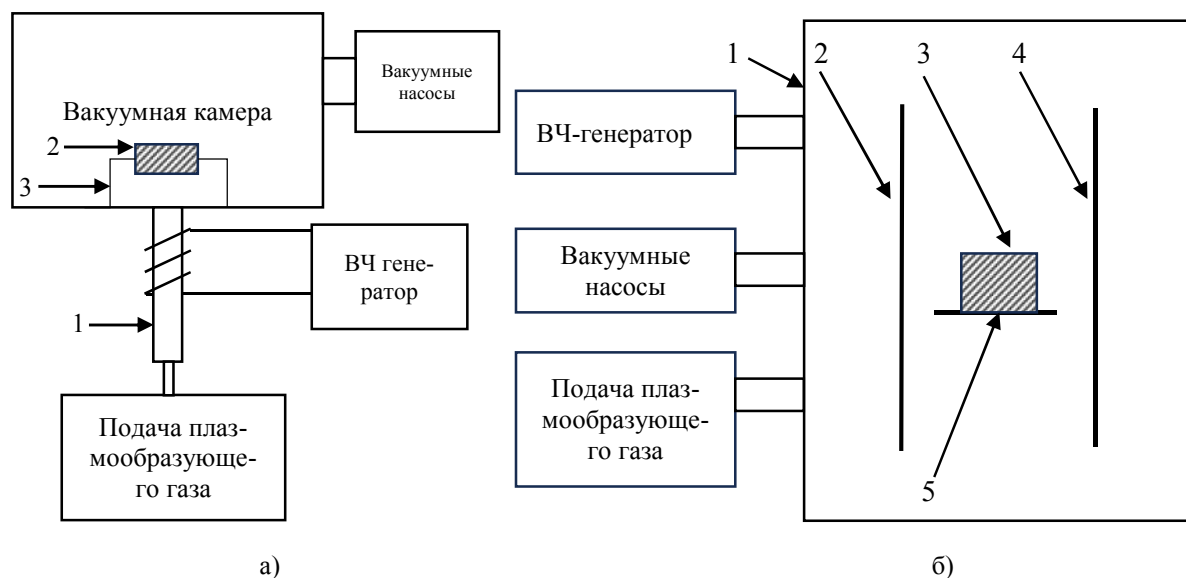 Вакуумные
насосы
Вакуумная камера
2
3
ВЧ гене-
ратор
1
Подача плаз-
мообразующе-
го газа
а)
1
2
3
4
ВЧ-генератор
Вакуумные
насосы
Подача плаз-
мообразующе-
го газа
5
б)